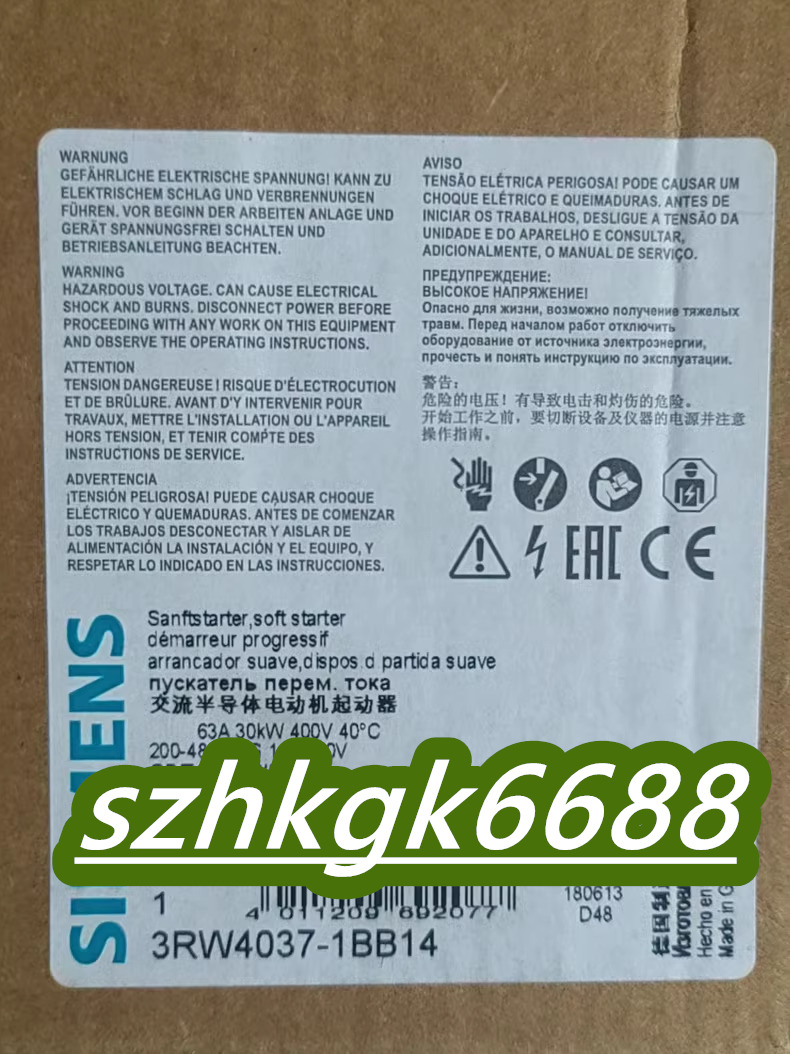 WARNUNG
GEFÄHRLICHE ELEKTRISCHE SPANNUNG! KANN ZU
ELEKTRISCHEM SCHLAG UND VERBRENNUNGEN
FÜHREN. VOR BEGINN DER ARBEITEN ANLAGE UND
GERÄT SPANNUNGSFREI SCHALTEN UND
BETRIEBSANLEITUNG BEACHTEN.
WARNING
HAZARDOUS VOLTAGE. CAN CAUSE ELECTRICAL
SHOCK AND BURNS. DISCONNECT POWER BEFORE
PROCEEDING WITH ANY WORK ON THIS EQUIPMENT
AND OBSERVE THE OPERATING INSTRUCTIONS.
ATTENTION
TENSION DANGEREUSE ! RISQUE D'ÉLECTROCUTION
ET DE BRÛLURE. AVANT D'Y INTERVENIR POUR
TRAVAUX, METTRE L'INSTALLATION OU L'APPAREIL
HORS TENSION, ET TENIR COMPTE DES
INSTRUCTIONS DE SERVICE.
ADVERTENCIA
¡TENSIÓN PELIGROSA! PUEDE CAUSAR CHOQUE
ELÉCTRICO Y QUEMADURAS. ANTES DE COMENZAR
LOS TRABAJOS DESCONECTAR Y AISLAR DE
ALIMENTACIÓN LA INSTALACIÓN Y EL EQUIPO, Y
RESPETAR LO INDICADO EN LAS INSTRUCCIONES.
AVISO
TENSÃO ELÉTRICA PERIGOSA! PODE CAUSAR UM
CHOQUE ELÉTRICO E QUEIMADURAS. ANTES DE
INICIAR OS TRABALHOS, DESLIGUE A TENSÃO DA
UNIDADE E DO APARELHO E CONSULTAR,
ADICIONALMENTE, O MANUAL DE SERVIÇO.
ПРЕДУПРЕЖДЕНИЕ:
ВЫСОКОЕ НАПРЯЖЕНИЕ!
Опасно для жизни, возможно получение тяжелых
травм. Перед началом работ отключить
оборудование от источника электроэнергии,
прочесть и понять инструкцию по эксплуатации.
警告:
危险的电压! 有导致电击和灼伤的危险。
开始工作之前, 要切断设备及仪器的电源并注意
操作指南。
EAC CE
Sanftstarter,soft starter
démarreur progressif
arrancador suave,dispos.d partida suave
пускатель перем. тока
交流半导体电动机起动器
63A 30kW 400V 40°C
szhkgk6688
1
4 011209 692077
180613
D48
3RW4037-1BB14
Hecho en
Made in